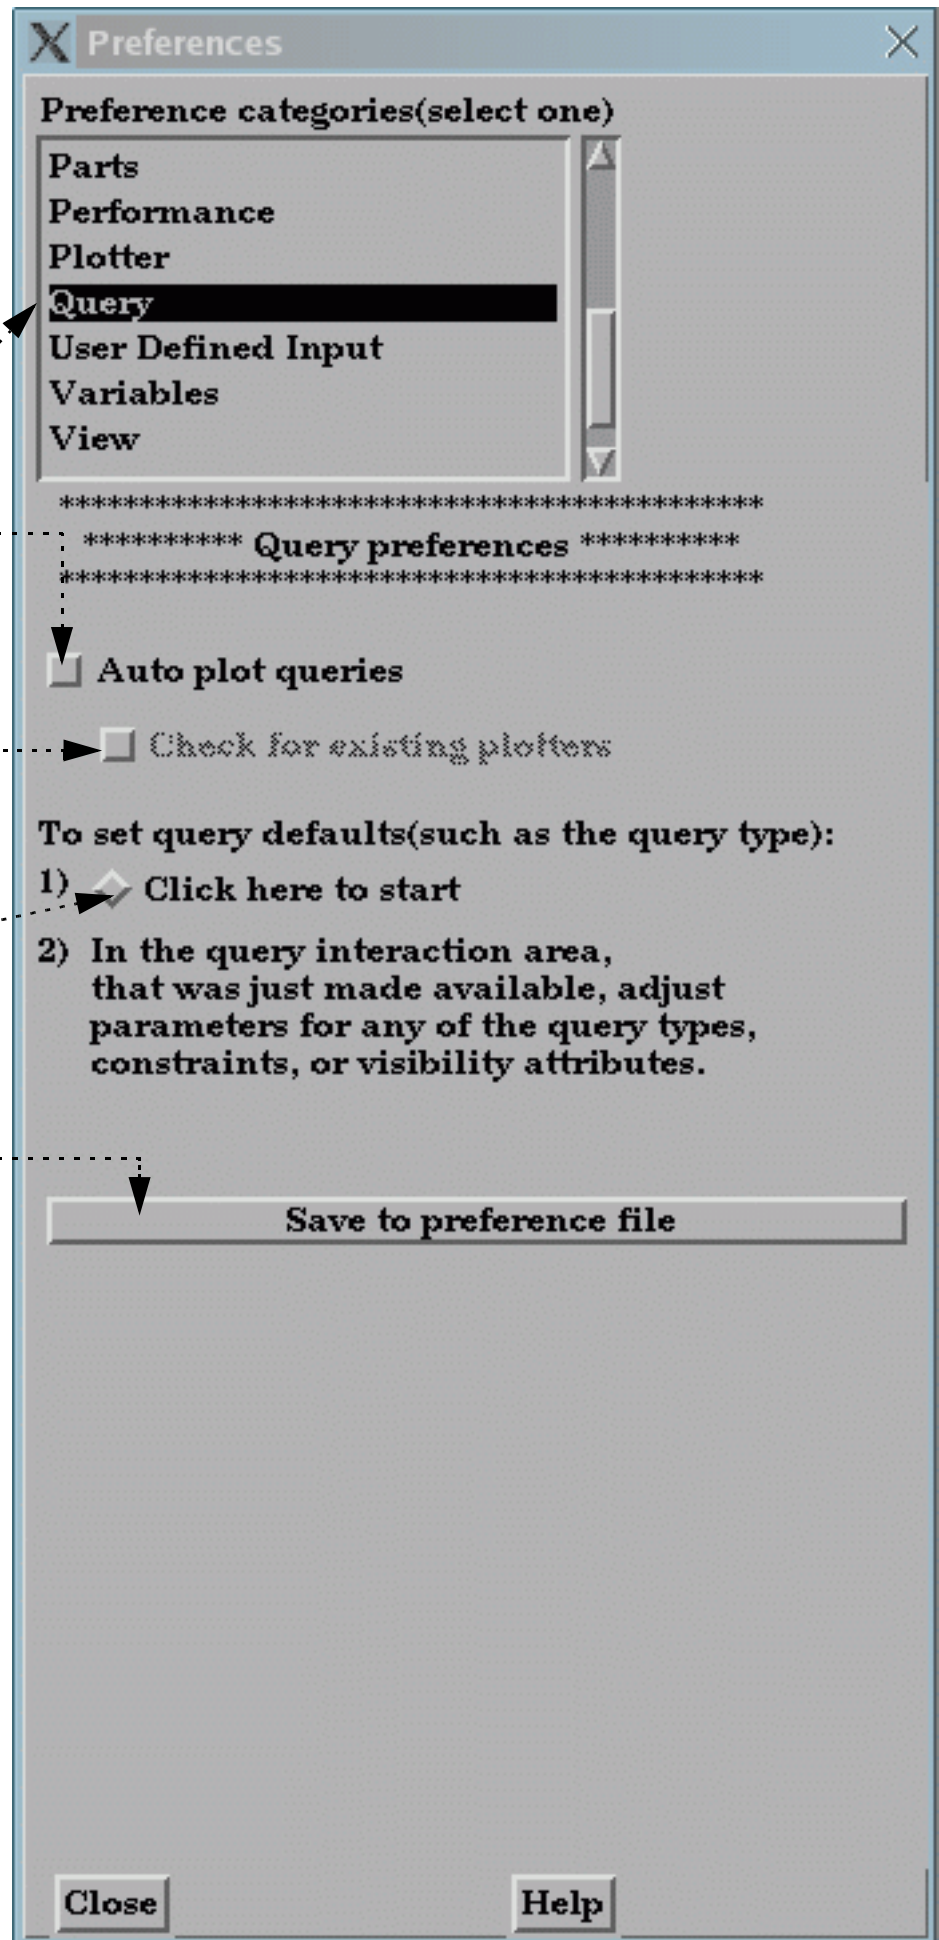 Preferences
Preference categories(select one)
Parts
Performance
Plotter
Query
User Defined Input
Variables
View
********************************************
********** Query preferences **********
********************************************
Auto plot queries
Check for existing plotters
To set query defaults(such as the query type):
1) Click here to start
2) In the query interaction area,
that was just made available, adjust
parameters for any of the query types,
constraints, or visibility attributes.
Save to preference file
Close Help